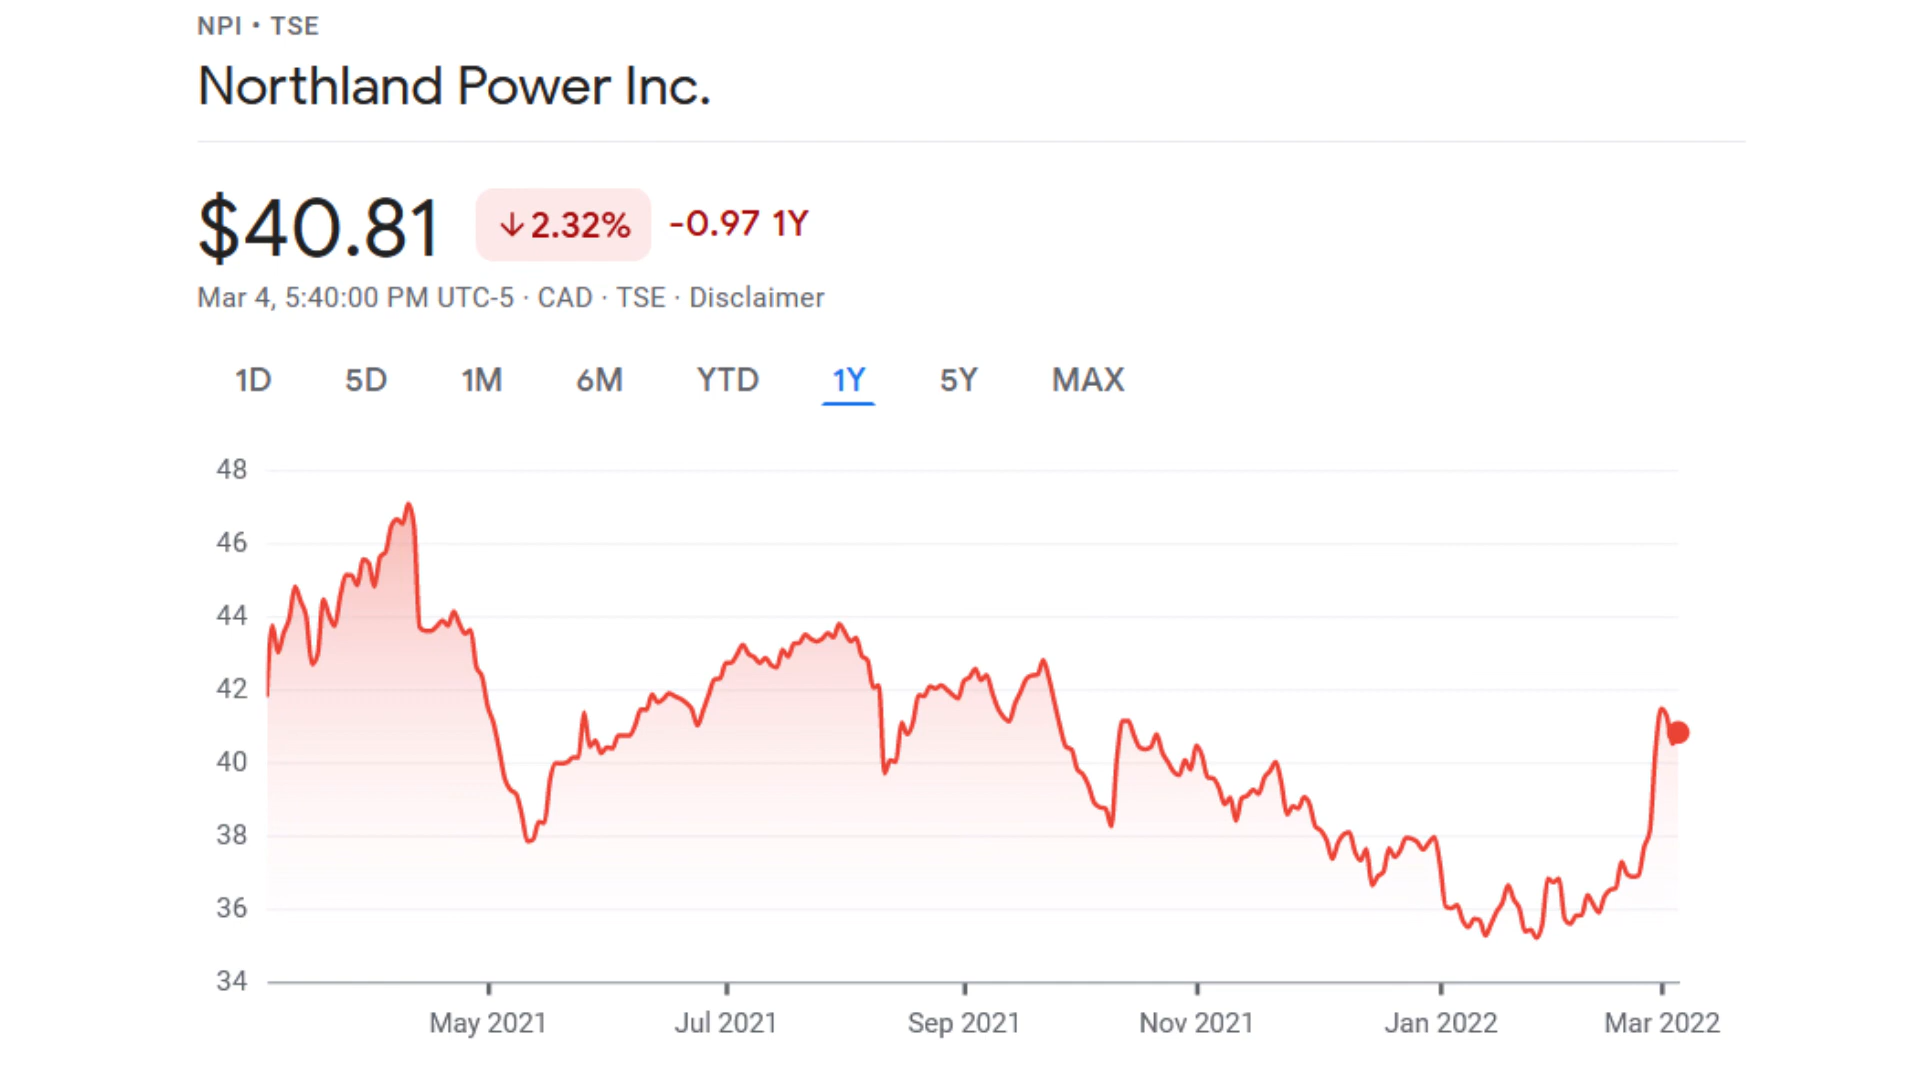 NPI • TSE
Northland Power Inc.
$40.81 ↓2.32% -0.97 1Y
Mar 4, 5:40:00 PM UTC-5 · CAD · TSE · Disclaimer
1D 5D 1M 6M YTD 1Y 5Y MAX
48
46
44
42
40
38
36
34
May 2021 Jul 2021 Sep 2021 Nov 2021 Jan 2022 Mar 2022